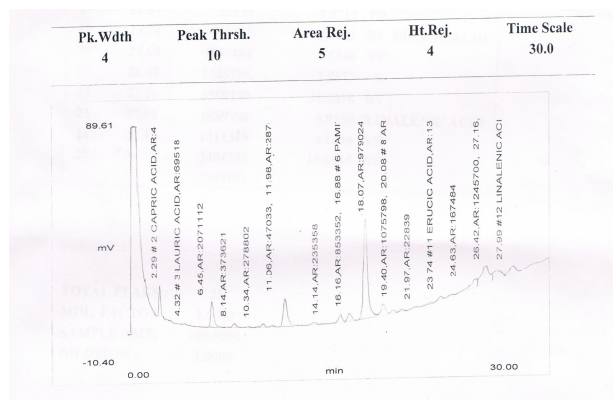 Pk.Wdth Peak Thrsh. Area Rej. Ht.Rej. Time Scale
4 10 5 4 30.0
89.61
mV
-10.40
2.29 # 2 CAPRIC ACID,AR:4
4.32 # 3 LAURIC ACID,AR:69518
6.45,AR:2071112
8.14,AR:373621
10.34,AR:278802
11.06,AR:47033, 11.98,AR:287
14.14,AR:235358
16.16,AR:853352, 16.88 # 6 PAMI
18.07,AR:979024
19.40,AR:1075798, 20.08 # 8 AR
21.97,AR:22839
23.74 #11 ERUCIC ACID,AR:13
24.63,AR:167484
26.42,AR:1245700, 27.16,
27.99 #12 LINALENIC ACI
0.00 min 30.00